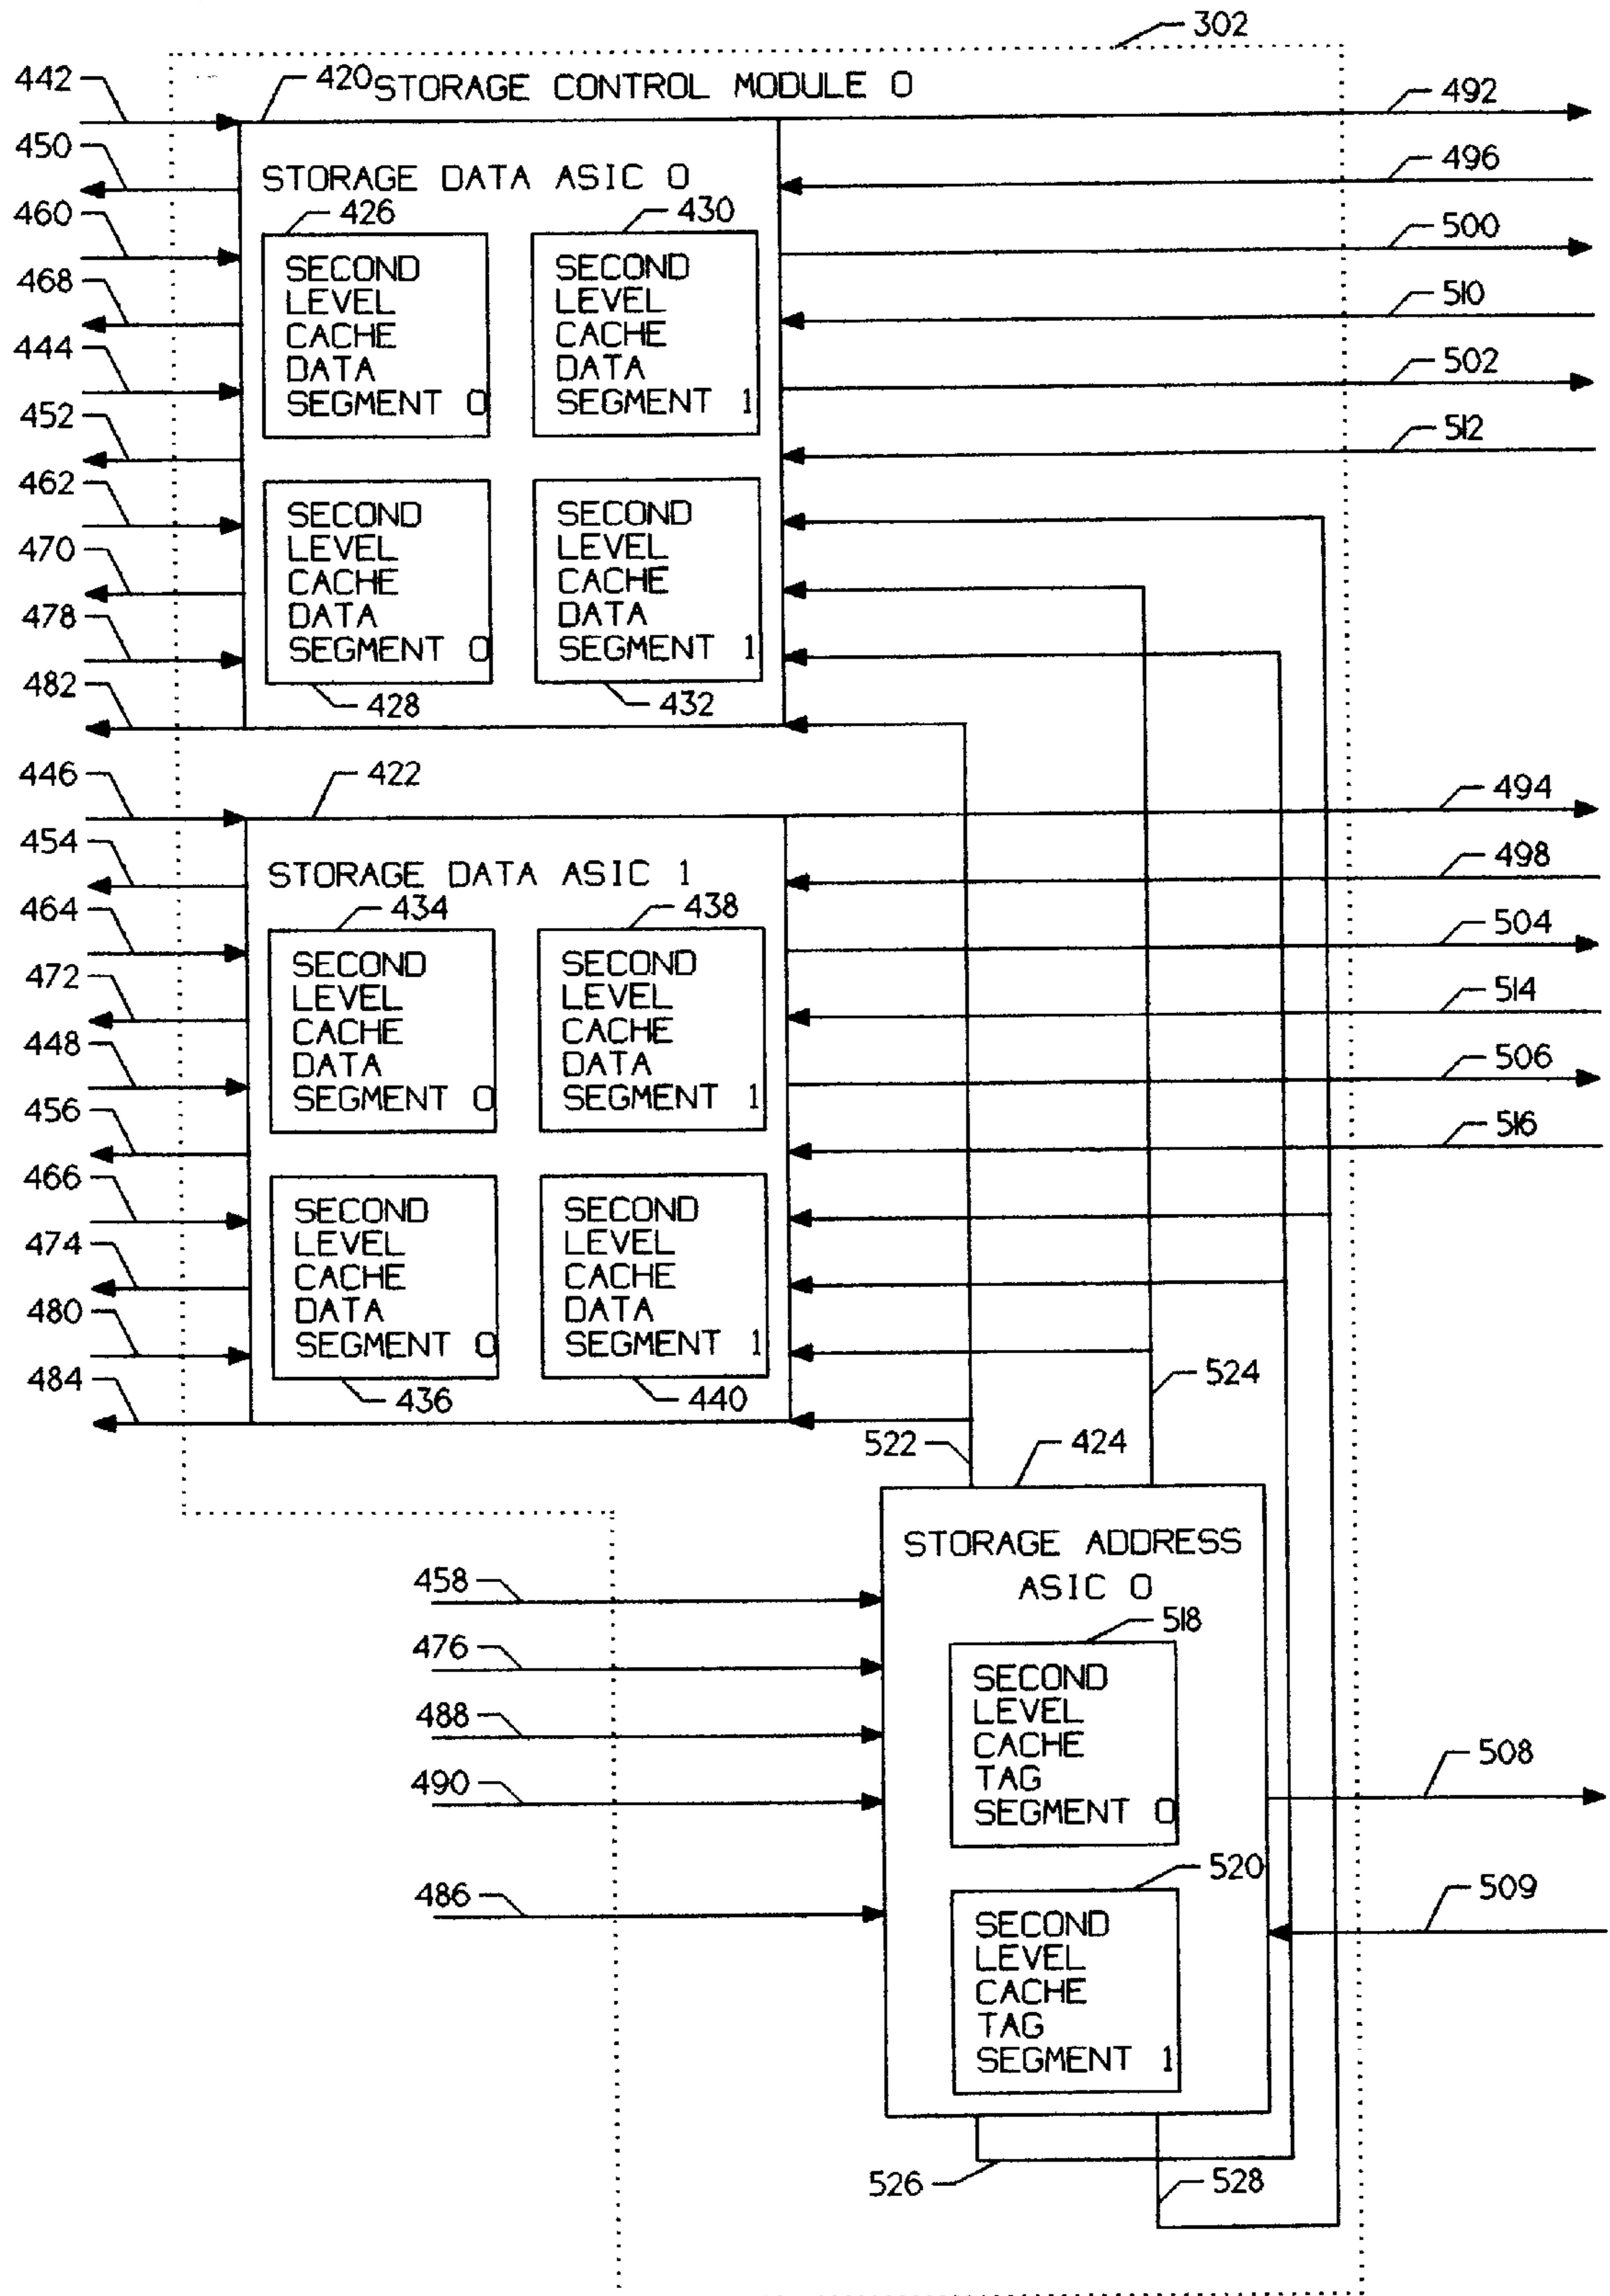 302
442
420
STORAGE CONTROL MODULE 0
492
450
496
STORAGE DATA ASIC 0
460
426
430
500
SECOND
LEVEL
CACHE
DATA
SEGMENT 0
SECOND
LEVEL
CACHE
DATA
SEGMENT 1
468
510
444
502
452
512
462
SECOND
LEVEL
CACHE
DATA
SEGMENT 0
SECOND
LEVEL
CACHE
DATA
SEGMENT 1
470
478
482
428
432
446
422
494
454
498
STORAGE DATA ASIC 1
464
434
438
504
SECOND
LEVEL
CACHE
DATA
SEGMENT 0
SECOND
LEVEL
CACHE
DATA
SEGMENT 1
472
514
448
506
456
516
466
SECOND
LEVEL
CACHE
DATA
SEGMENT 0
SECOND
LEVEL
CACHE
DATA
SEGMENT 1
474
480
484
436
440
524
522
424
STORAGE ADDRESS
ASIC 0
458
518
476
SECOND
LEVEL
CACHE
TAG
SEGMENT 0
488
490
508
520
486
509
SECOND
LEVEL
CACHE
TAG
SEGMENT 1
526
528